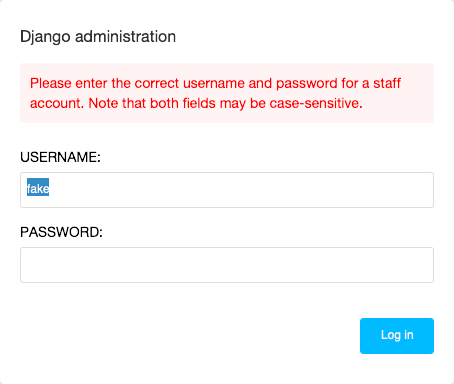 Django administration
Please enter the correct username and password for a staff
account. Note that both fields may be case-sensitive.
USERNAME:
fake
PASSWORD:
Log in